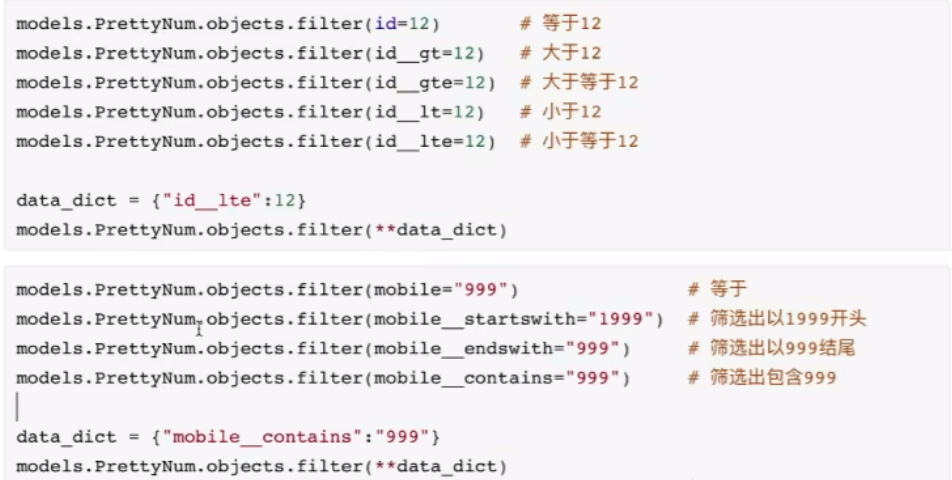 models.PrettyNum.objects.filter(id=12)       # 等于12
models.PrettyNum.objects.filter(id__gt=12)   # 大于12
models.PrettyNum.objects.filter(id__gte=12)  # 大于等于12
models.PrettyNum.objects.filter(id__lt=12)   # 小于12
models.PrettyNum.objects.filter(id__lte=12)  # 小于等于12
data_dict = {"id__lte":12}
models.PrettyNum.objects.filter(**data_dict)
models.PrettyNum.objects.filter(mobile="999")               # 等于
models.PrettyNum.objects.filter(mobile__startswith="1999")  # 筛选出以1999开头
models.PrettyNum.objects.filter(mobile__endswith="999")     # 筛选出以999结尾
models.PrettyNum.objects.filter(mobile__contains="999")     # 筛选出包含999
data_dict = {"mobile__contains":"999"}
models.PrettyNum.objects.filter(**data_dict)